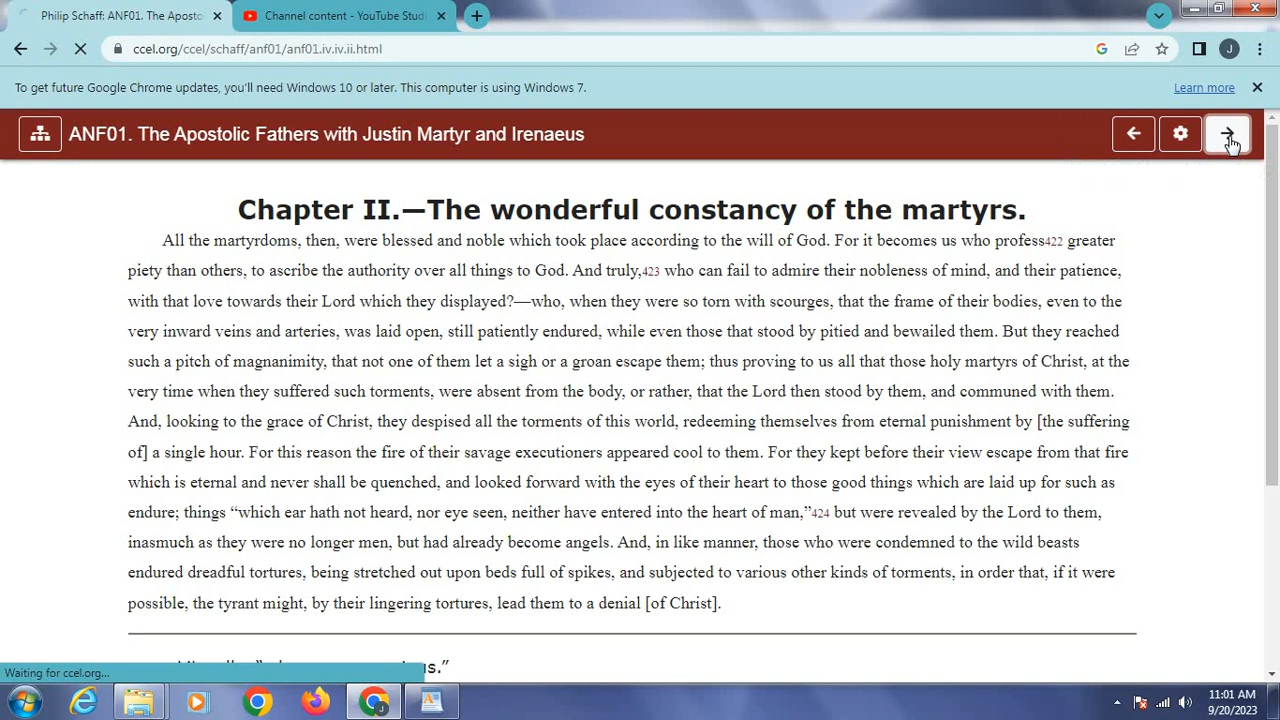 Philip Schaff: ANF01. The Aposto
Channel content - YouTube Stud
ccel.org/ccel/schaff/anf01/anf01.iv.iv.ii.html
J
To get future Google Chrome updates, you'll need Windows 10 or later. This computer is using Windows 7.
Learn more
ANF01. The Apostolic Fathers with Justin Martyr and Irenaeus
Chapter II.—The wonderful constancy of the martyrs.
All the martyrdoms, then, were blessed and noble which took place according to the will of God. For it becomes us who profess422 greater
piety than others, to ascribe the authority over all things to God. And truly,423 who can fail to admire their nobleness of mind, and their patience,
with that love towards their Lord which they displayed?—who, when they were so torn with scourges, that the frame of their bodies, even to the
very inward veins and arteries, was laid open, still patiently endured, while even those that stood by pitied and bewailed them. But they reached
such a pitch of magnanimity, that not one of them let a sigh or a groan escape them; thus proving to us all that those holy martyrs of Christ, at the
very time when they suffered such torments, were absent from the body, or rather, that the Lord then stood by them, and communed with them.
And, looking to the grace of Christ, they despised all the torments of this world, redeeming themselves from eternal punishment by [the suffering
of] a single hour. For this reason the fire of their savage executioners appeared cool to them. For they kept before their view escape from that fire
which is eternal and never shall be quenched, and looked forward with the eyes of their heart to those good things which are laid up for such as
endure; things “which ear hath not heard, nor eye seen, neither have entered into the heart of man,”424 but were revealed by the Lord to them,
inasmuch as they were no longer men, but had already become angels. And, in like manner, those who were condemned to the wild beasts
endured dreadful tortures, being stretched out upon beds full of spikes, and subjected to various other kinds of torments, in order that, if it were
possible, the tyrant might, by their lingering tortures, lead them to a denial [of Christ].
Waiting for ccel.org...
11:01 AM
9/20/2023